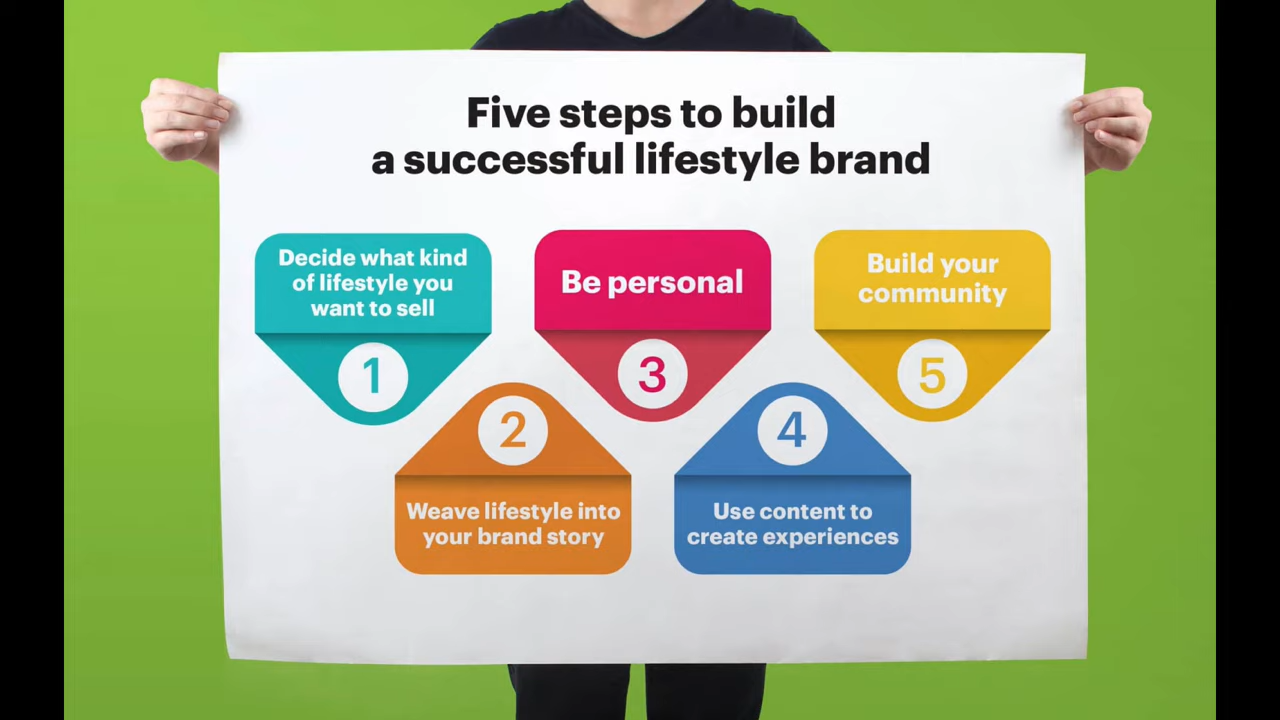 Five steps to build
a successful lifestyle brand
Decide what kind
of lifestyle you
want to sell
1
2
Weave lifestyle into
your brand story
Be personal
3
4
Use content to
create experiences
Build your
community
5